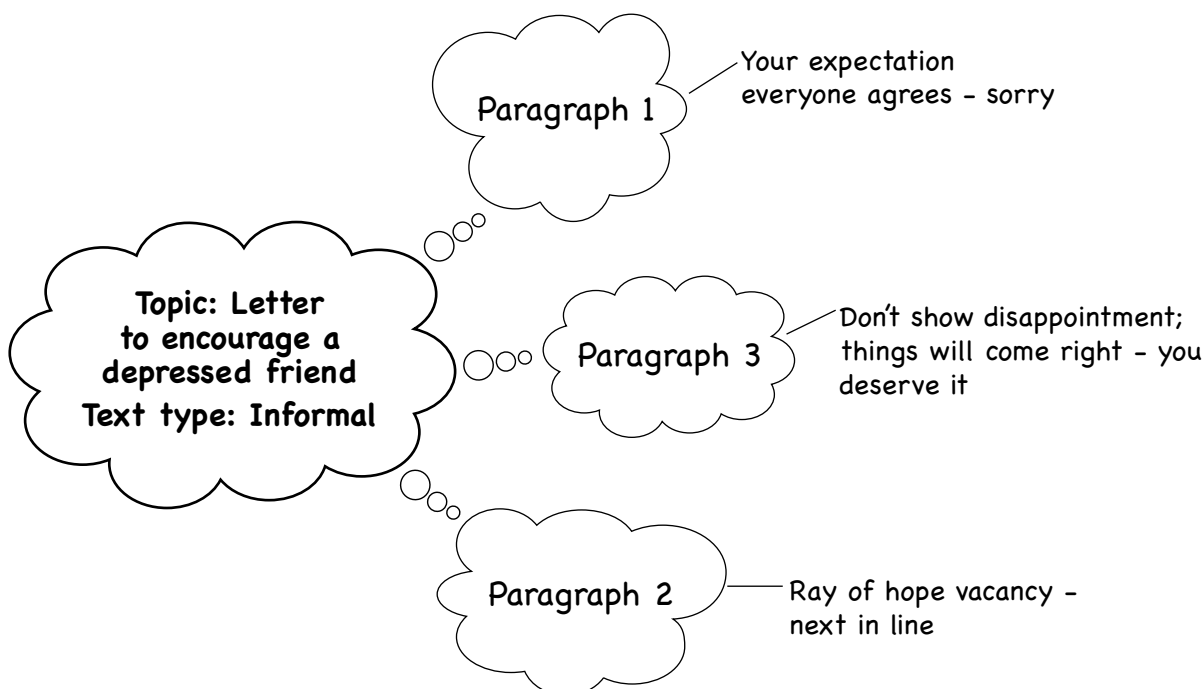 Topic: Letter
to encourage a
depressed friend
Text type: Informal
Paragraph 1
Your expectation
everyone agrees - sorry
Paragraph 3
Don't show disappointment;
things will come right - you
deserve it
Paragraph 2
Ray of hope vacancy -
next in line